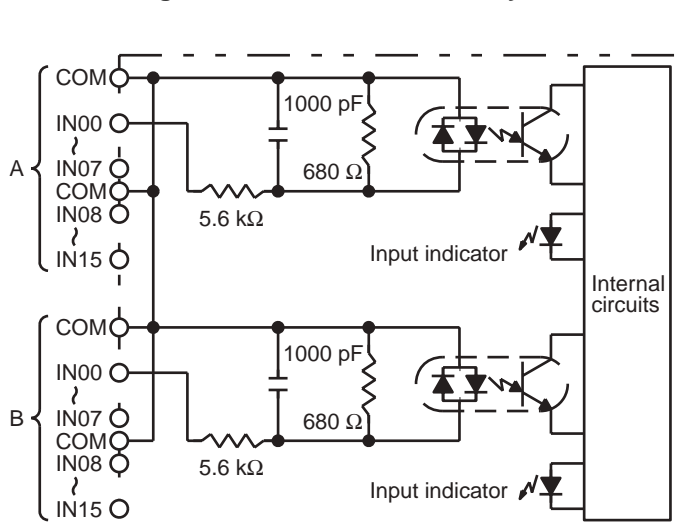 COM
IN00
~
IN07
COM
IN08
~
IN15
A
1000 pF
680 Ω
5.6 kΩ
Input indicator
Internal
circuits
COM
IN00
~
IN07
COM
IN08
~
IN15
B
1000 pF
680 Ω
5.6 kΩ
Input indicator